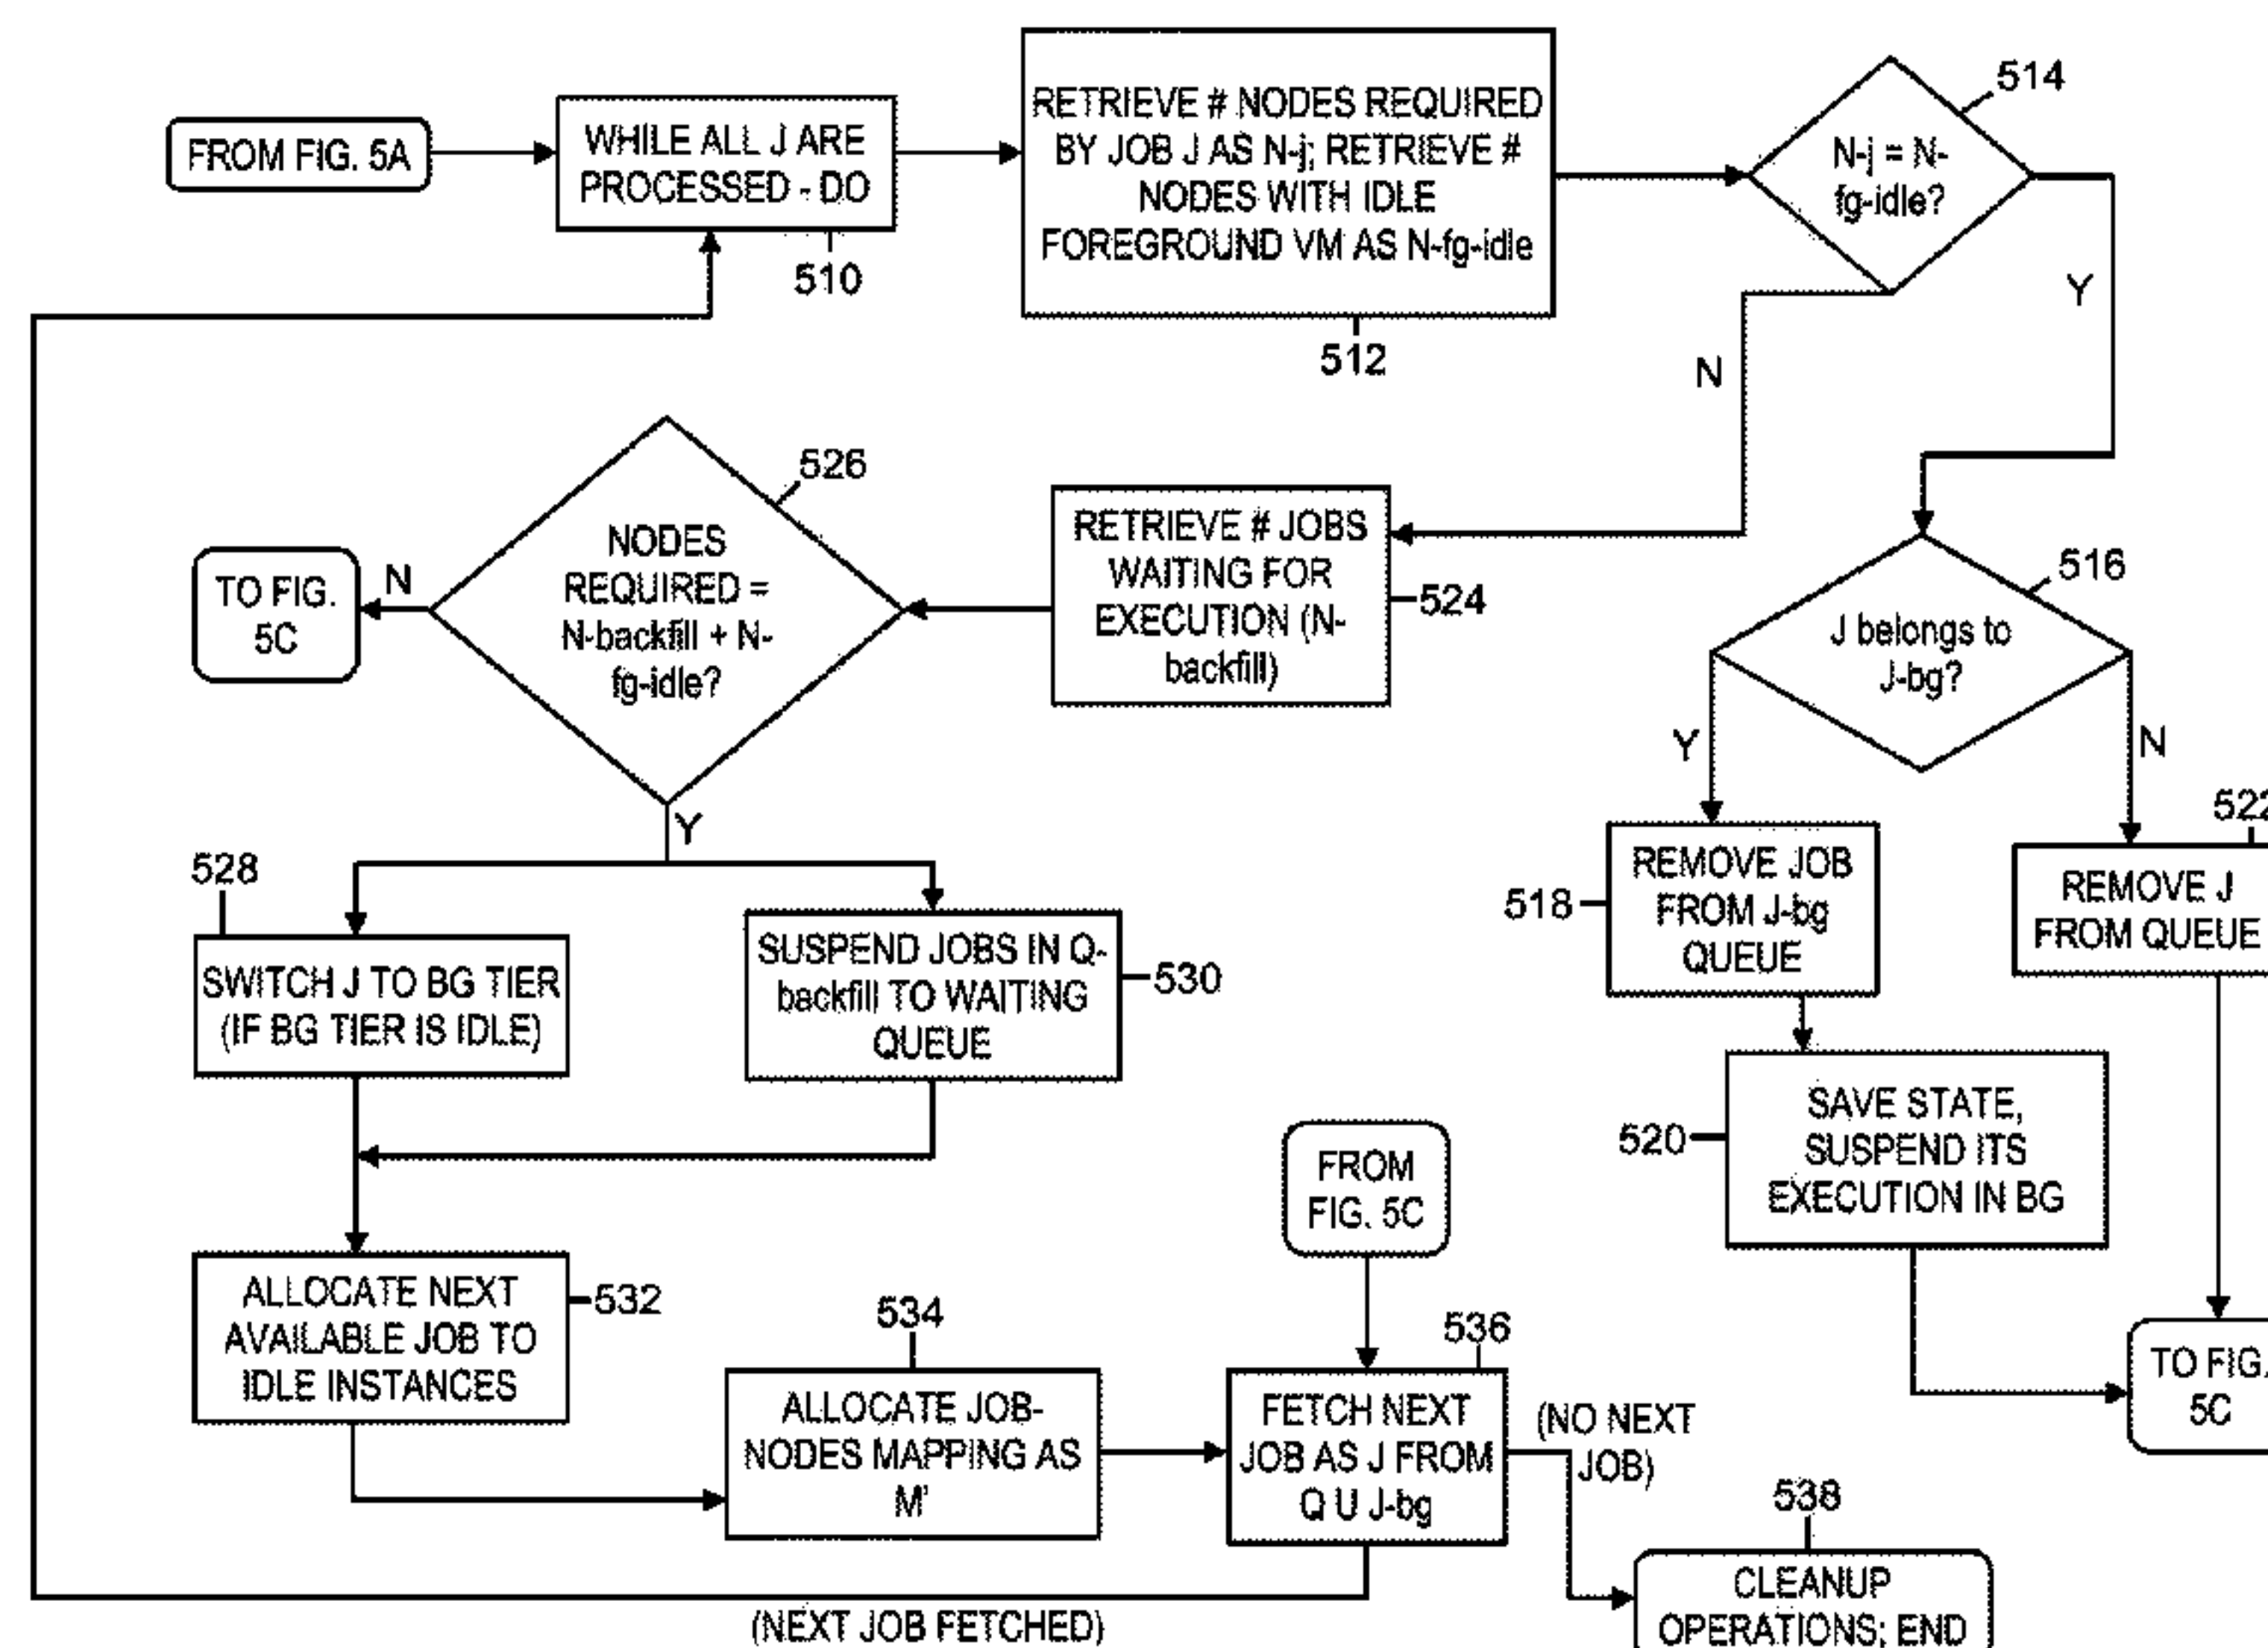 FROM FIG. 5A
WHILE ALL J ARE
PROCESSED - DO
510
RETRIEVE # NODES REQUIRED
BY JOB J AS N-j; RETRIEVE #
NODES WITH IDLE
FOREGROUND VM AS N-fg-idle
512
514
N-j = N-
fg-idle?
Y
N
526
NODES
REQUIRED =
N-backfill + N-
fg-idle?
N
TO FIG.
5C
RETRIEVE # JOBS
WAITING FOR
EXECUTION (N-
backfill)
524
516
J belongs to
J-bg?
Y
N
Y
528
SWITCH J TO BG TIER
(IF BG TIER IS IDLE)
SUSPEND JOBS IN Q-
backfill TO WAITING
QUEUE
530
518
REMOVE JOB
FROM J-bg
QUEUE
522
REMOVE J
FROM QUEUE
520
SAVE STATE,
SUSPEND ITS
EXECUTION IN BG
FROM
FIG. 5C
ALLOCATE NEXT
AVAILABLE JOB TO
IDLE INSTANCES
532
534
ALLOCATE JOB-
NODES MAPPING AS
M'
536
FETCH NEXT
JOB AS J FROM
Q U J-bg
(NO NEXT
JOB)
TO FIG.
5C
538
CLEANUP
OPERATIONS; END
(NEXT JOB FETCHED)